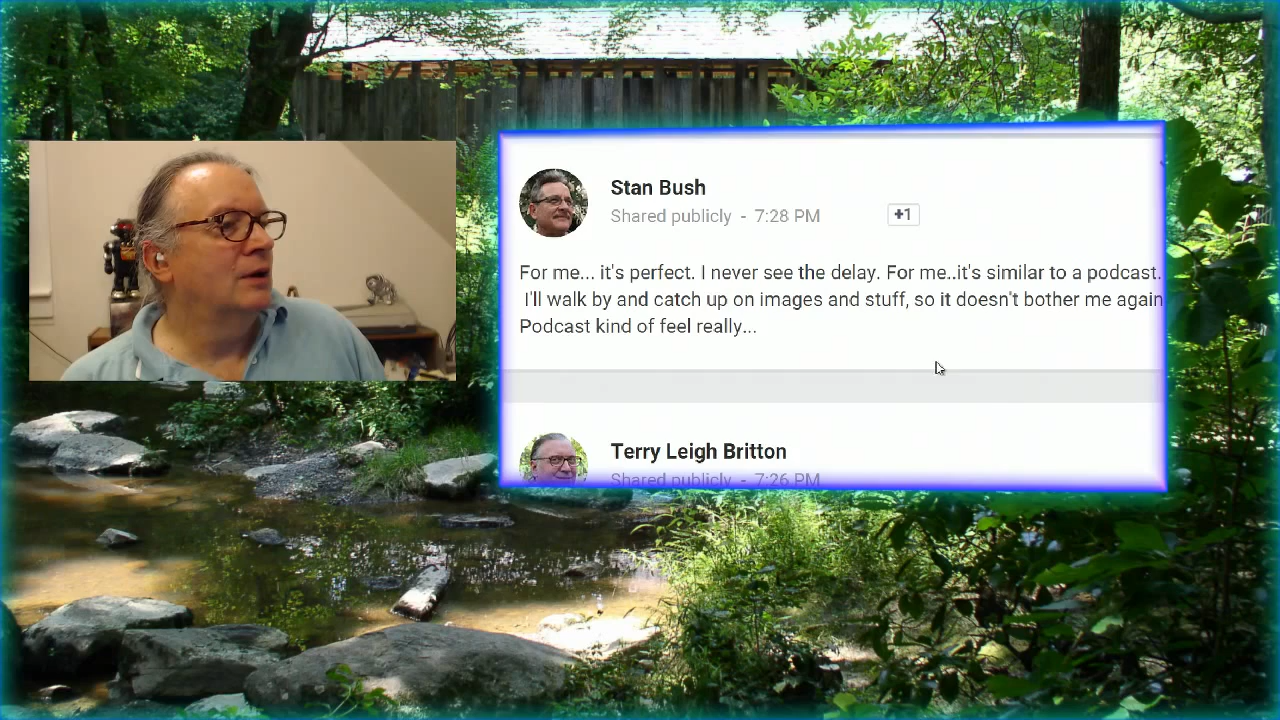 Stan Bush
Shared publicly - 7:28 PM
+1
For me... it's perfect. I never see the delay. For me..it's similar to a podcast.
I'll walk by and catch up on images and stuff, so it doesn't bother me again
Podcast kind of feel really...
Terry Leigh Britton
Shared publicly - 7:26 PM